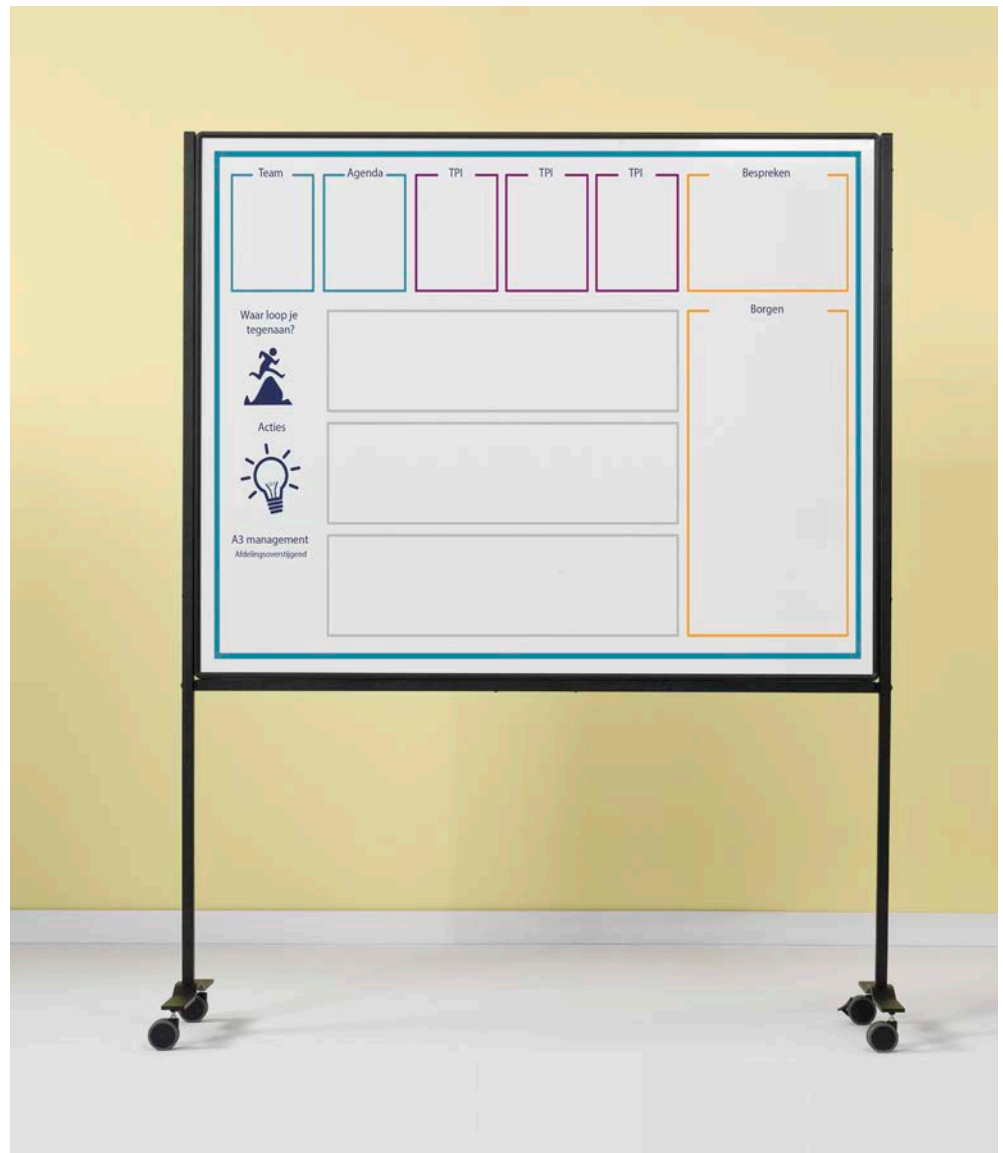 Team
Agenda
TPI
TPI
TPI
Bespreken
Waar loop je
tegenaan?
Borgen
Acties
A3 management
Afdelingsoverstijgend